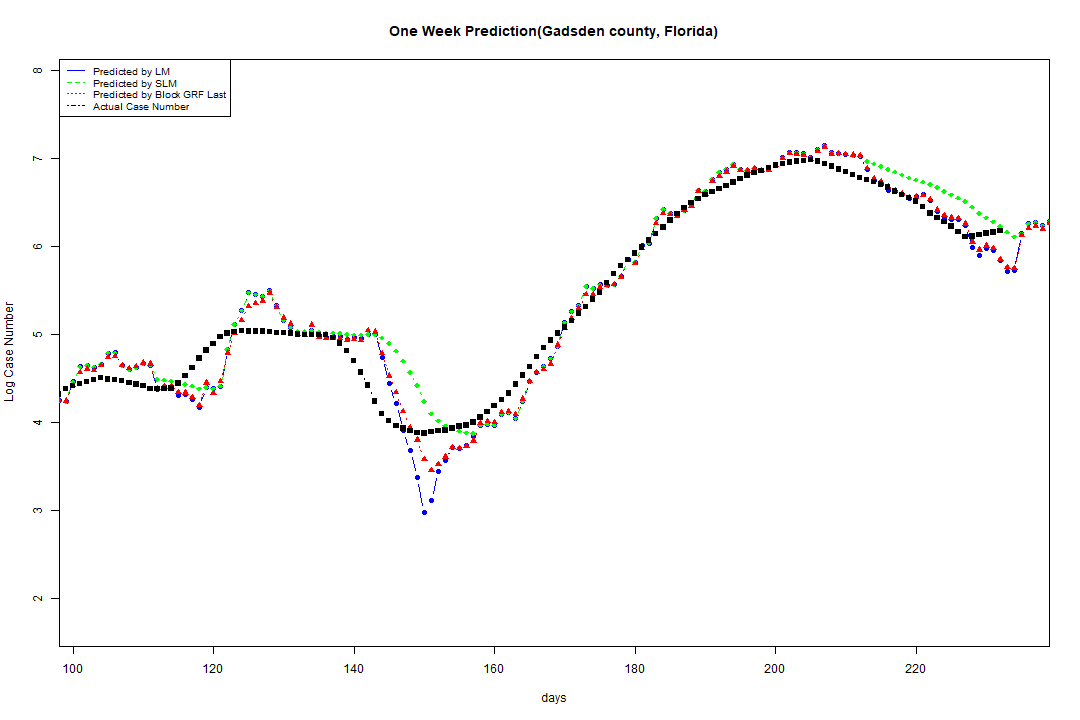 One Week Prediction(Gadsden county, Florida)
Predicted by LM
Predicted by SLM
Predicted by Block GRF Last
Actual Case Number
8
7
6
5
4
3
2
Log Case Number
100 120 140 160 180 200 220
days